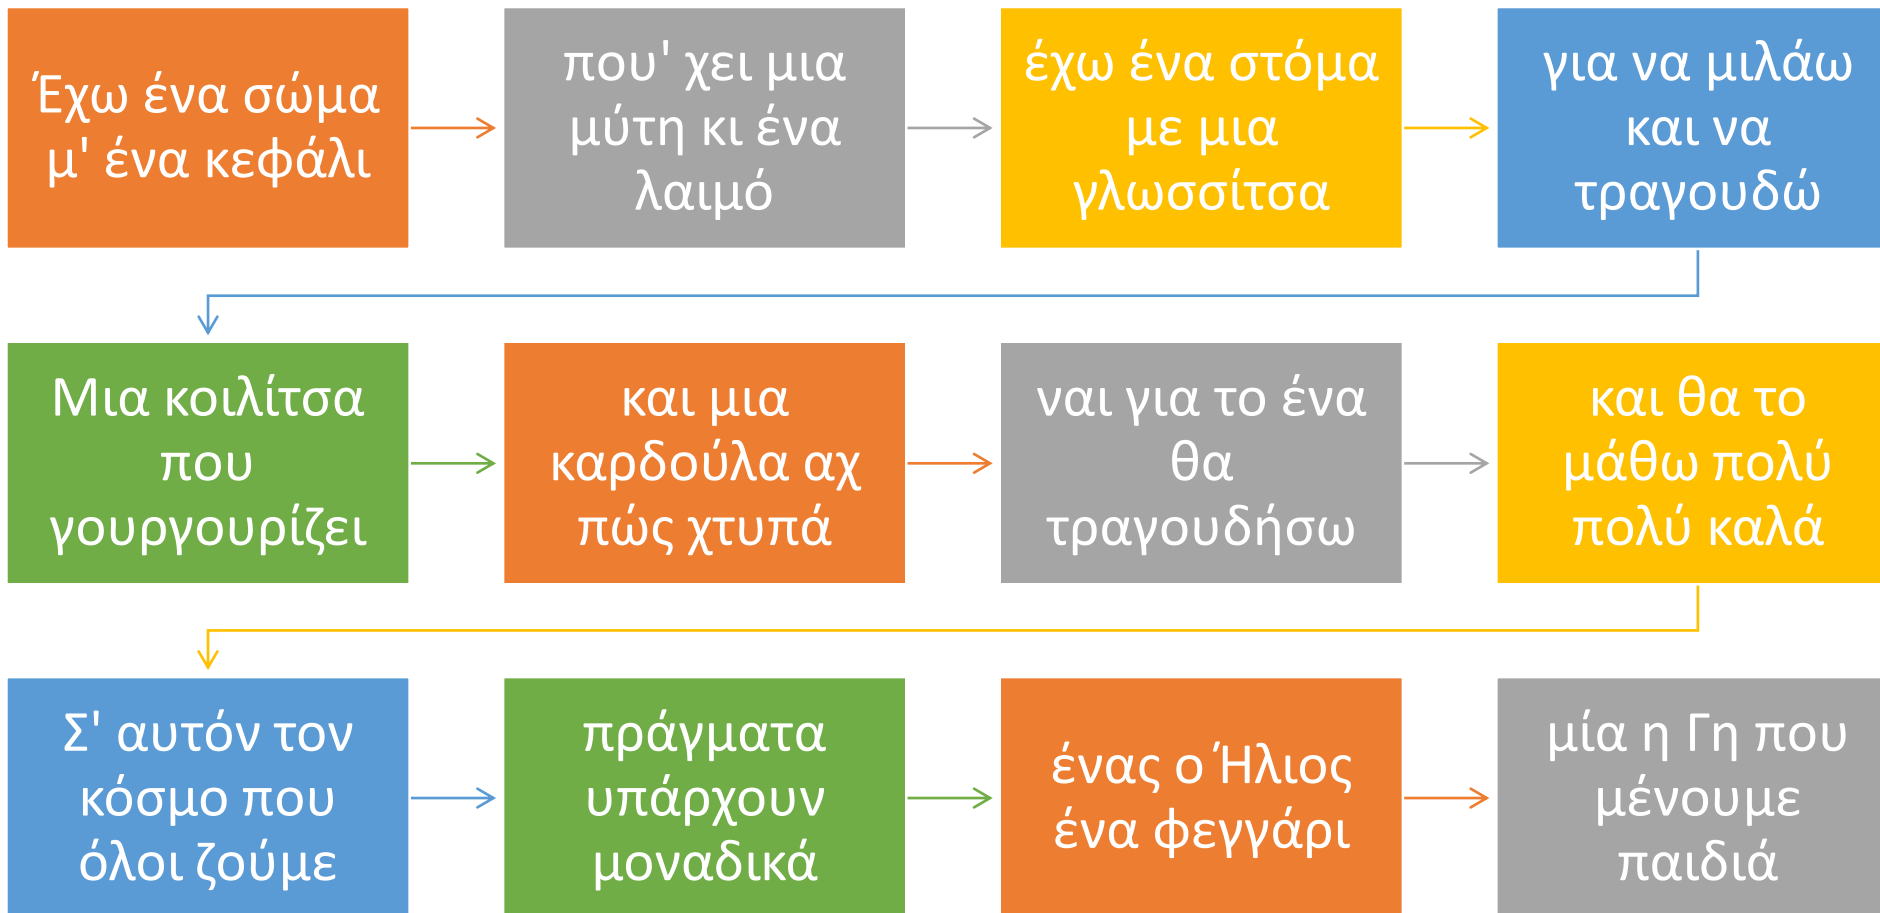 Έχω ένα σώμα
μ' ένα κεφάλι
που' χει μια
μύτη κι ένα
λαιμό
έχω ένα στόμα
με μια
γλωσσίτσα
για να μιλάω
και να
τραγουδώ
Μια κοιλίτσα
που
γουργουρίζει
και μια
καρδούλα αχ
πώς χτυπά
ναι για το ένα
θα
τραγουδήσω
και θα το
μάθω πολύ
πολύ καλά
Σ' αυτόν τον
κόσμο που
όλοι ζούμε
πράγματα
υπάρχουν
μοναδικά
ένας ο Ήλιος
ένα φεγγάρι
μία η Γη που
μένουμε
παιδιά